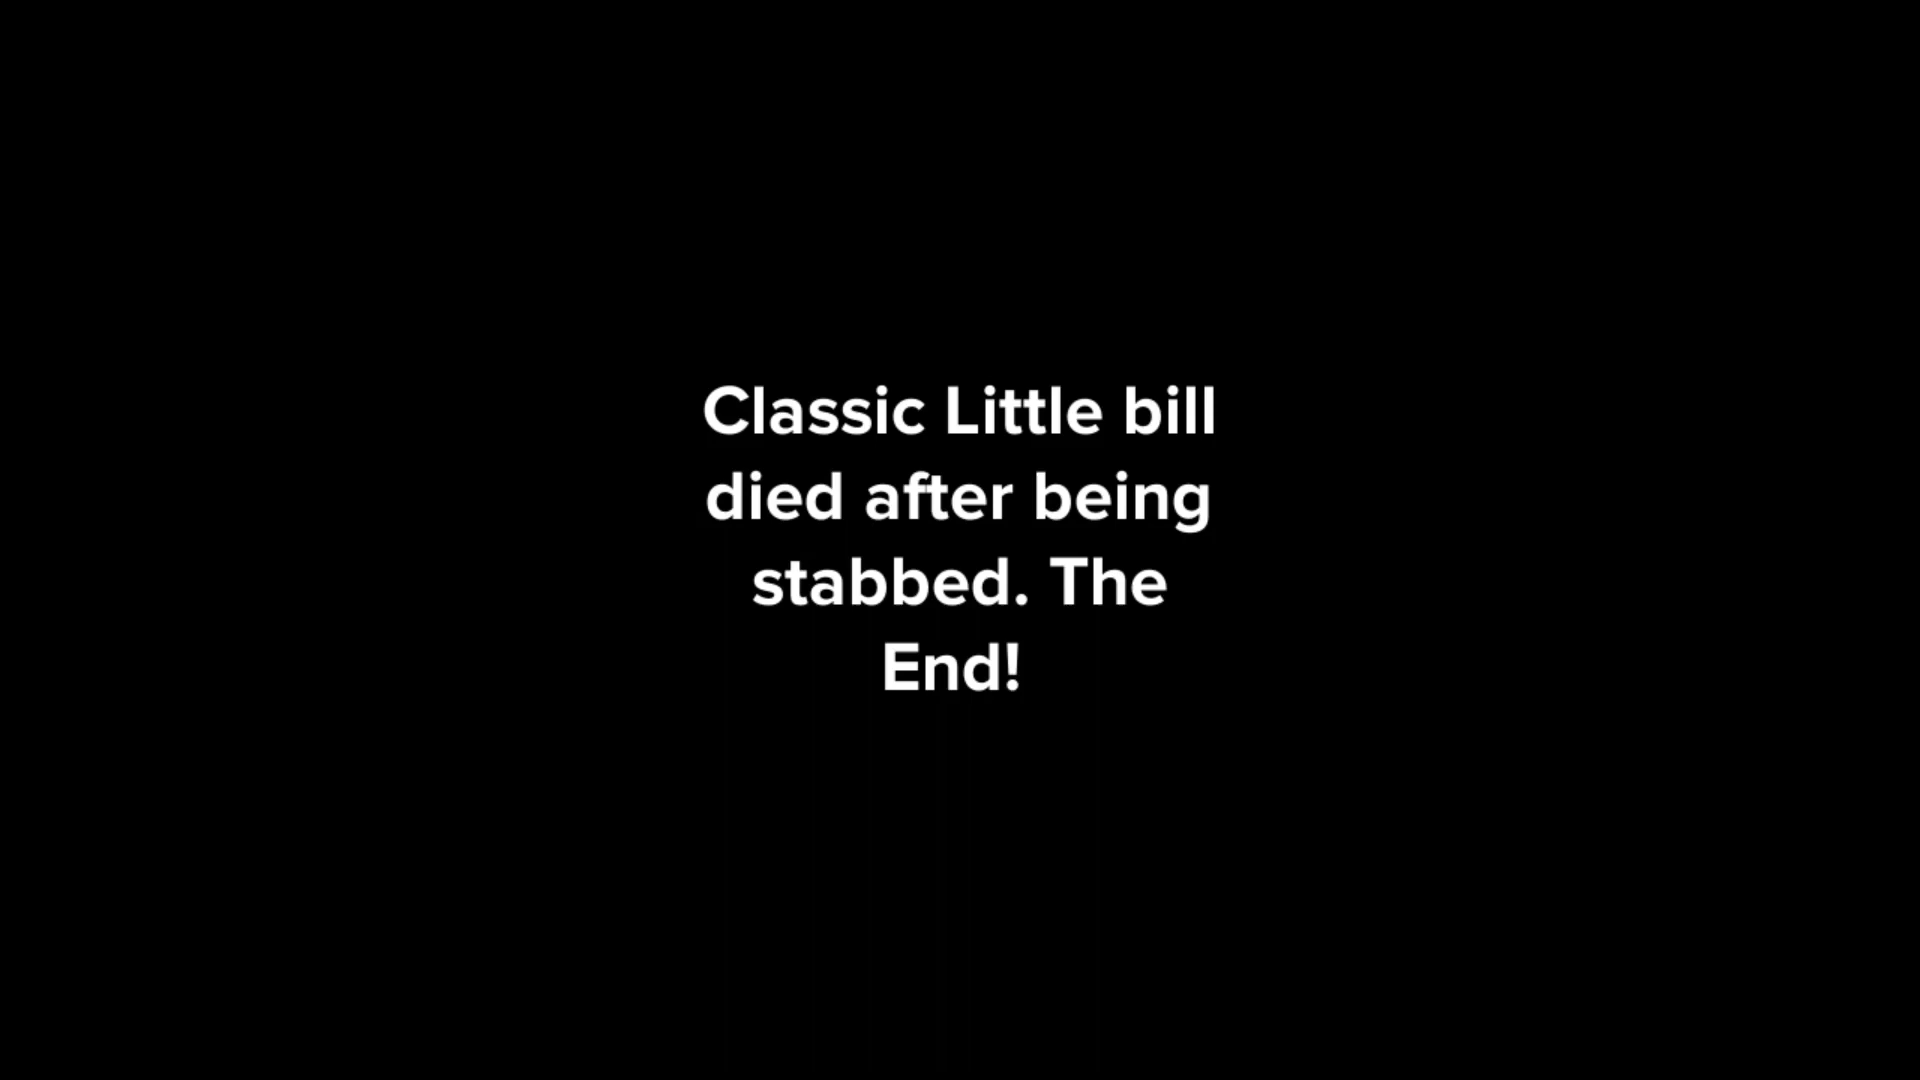 Classic Little bill
died after being
stabbed. The
End!